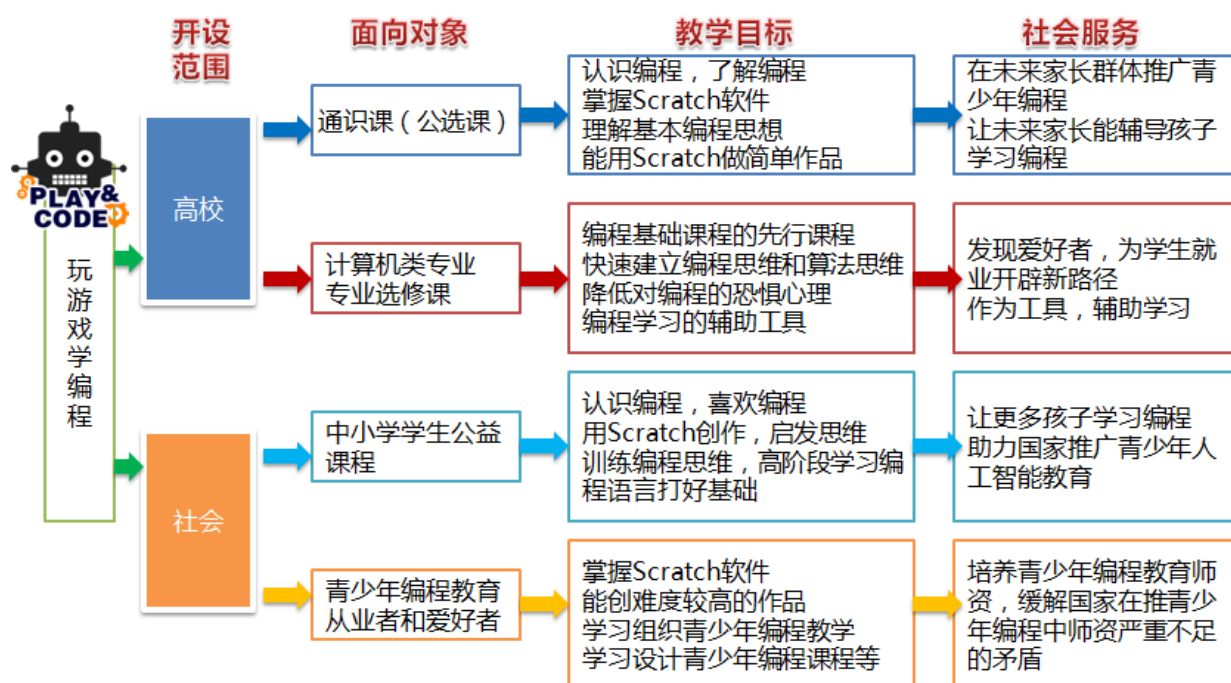 开设
范围
面向对象
教学目标
社会服务
PLAY&
CODE
玩游戏学编程
高校
通识课（公选课）
认识编程，了解编程
掌握Scratch软件
理解基本编程思想
能用Scratch做简单作品
在未来家长群体推广青
少年编程
让未来家长能辅导孩子
学习编程
计算机类专业
专业选修课
编程基础课程的先行课程
快速建立编程思维和算法思维
降低对编程的恐惧心理
编程学习的辅助工具
发现爱好者，为学生就
业开辟新路径
作为工具，辅助学习
社会
中小学学生公益
课程
认识编程，喜欢编程
用Scratch创作，启发思维
训练编程思维，高阶段学习编
程语言打好基础
让更多孩子学习编程
助力国家推广青少年人
工智能教育
青少年编程教育
从业者和爱好者
掌握Scratch软件
能创难度较高的作品
学习组织青少年编程教学
学习设计青少年编程课程等
培养青少年编程教育师
资，缓解国家在推青少
年编程中师资严重不足
的矛盾